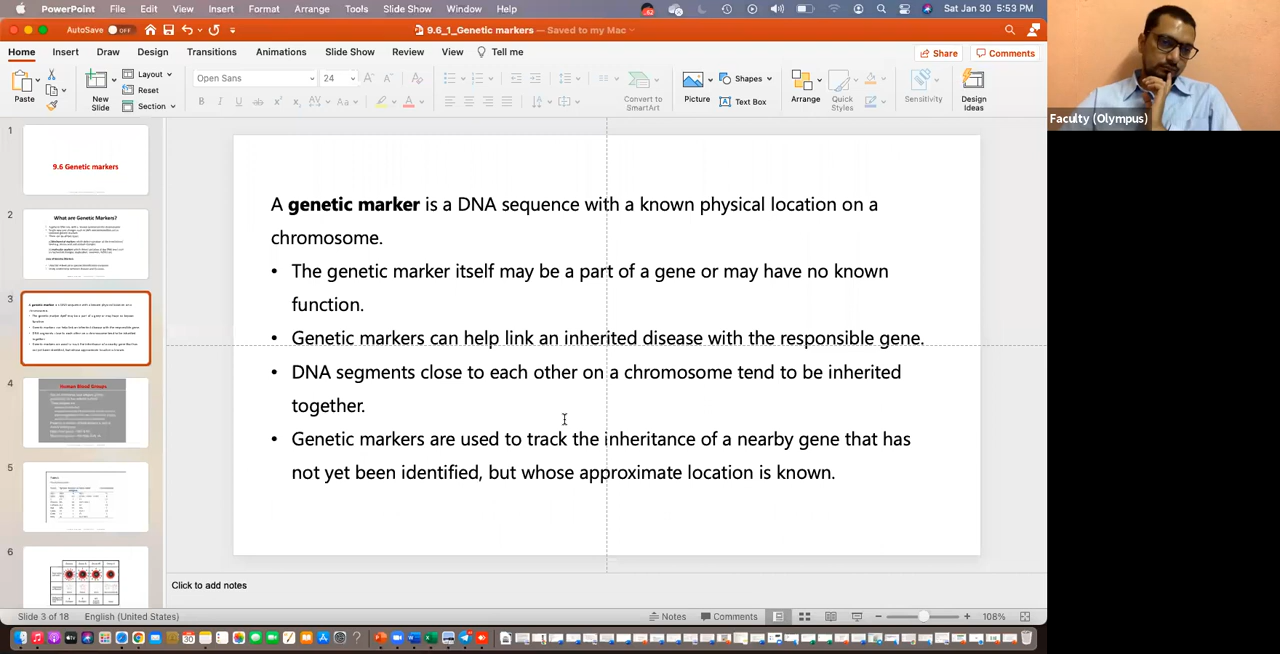 PowerPoint File Edit View Insert Format Arrange Tools Slide Show Window Help Sat Jan 30 5:53 PM
AutoSave OFF 9.6_1_Genetic markers — Saved to my Mac
Home Insert Draw Design Transitions Animations Slide Show Review View Tell me Share Comments
Paste New Slide Layout Reset Section Open Sans 24 Convert to SmartArt Picture Shapes Text Box Arrange Quick Styles Sensitivity Design Ideas
Faculty (Olympus)
1
9.6 Genetic markers
2
What are Genetic Markers?
3
4
Human Blood Groups
5
6
A genetic marker is a DNA sequence with a known physical location on a
chromosome.
• The genetic marker itself may be a part of a gene or may have no known
function.
• Genetic markers can help link an inherited disease with the responsible gene.
• DNA segments close to each other on a chromosome tend to be inherited
together.
• Genetic markers are used to track the inheritance of a nearby gene that has
not yet been identified, but whose approximate location is known.
Click to add notes
Slide 3 of 18 English (United States) Notes Comments 108%